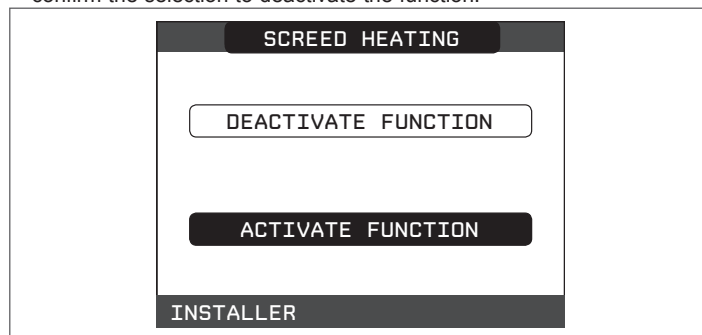 confirm the selection to deactivate the function.
SCREED HEATING
DEACTIVATE FUNCTION
ACTIVATE FUNCTION
INSTALLER